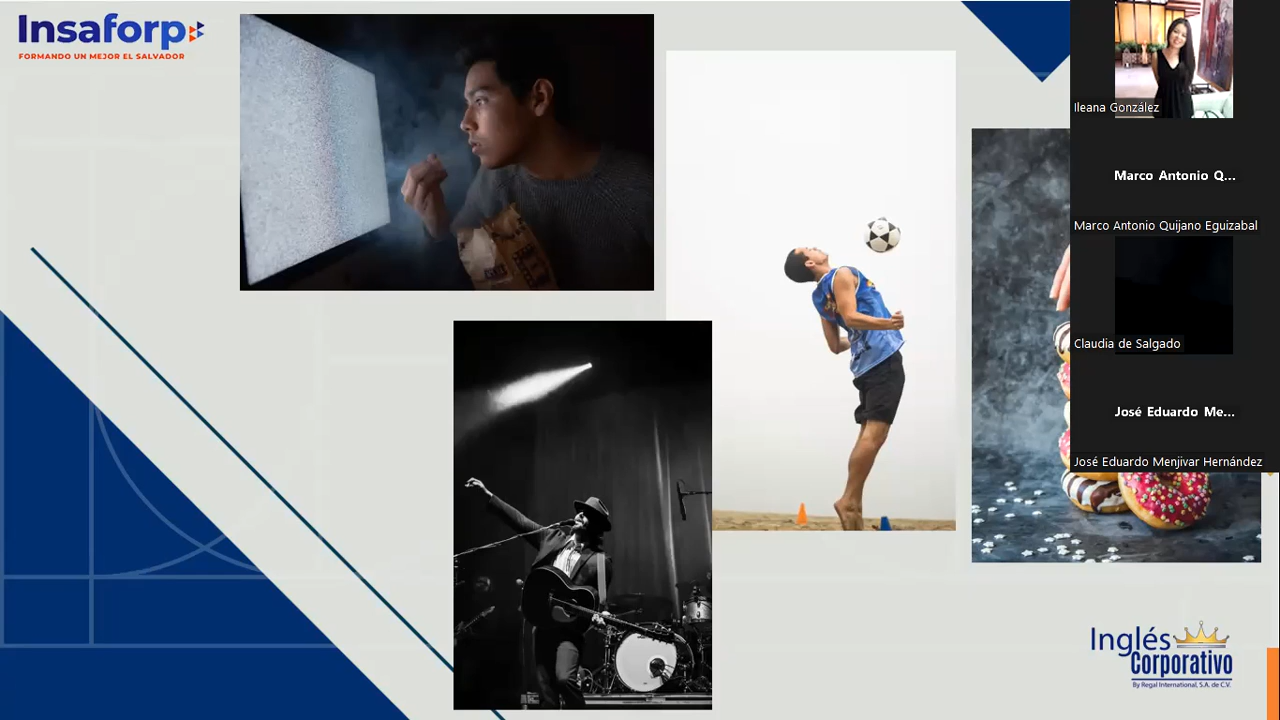 Insaforp
FORMANDO UN MEJOR EL SALVADOR
Ileana González
Marco Antonio Q...
Marco Antonio Quijano Eguizabal
Claudia de Salgado
José Eduardo Me...
José Eduardo Menjivar Hernández
Inglés
Corporativo
By Regal International, S.A. de C.V.